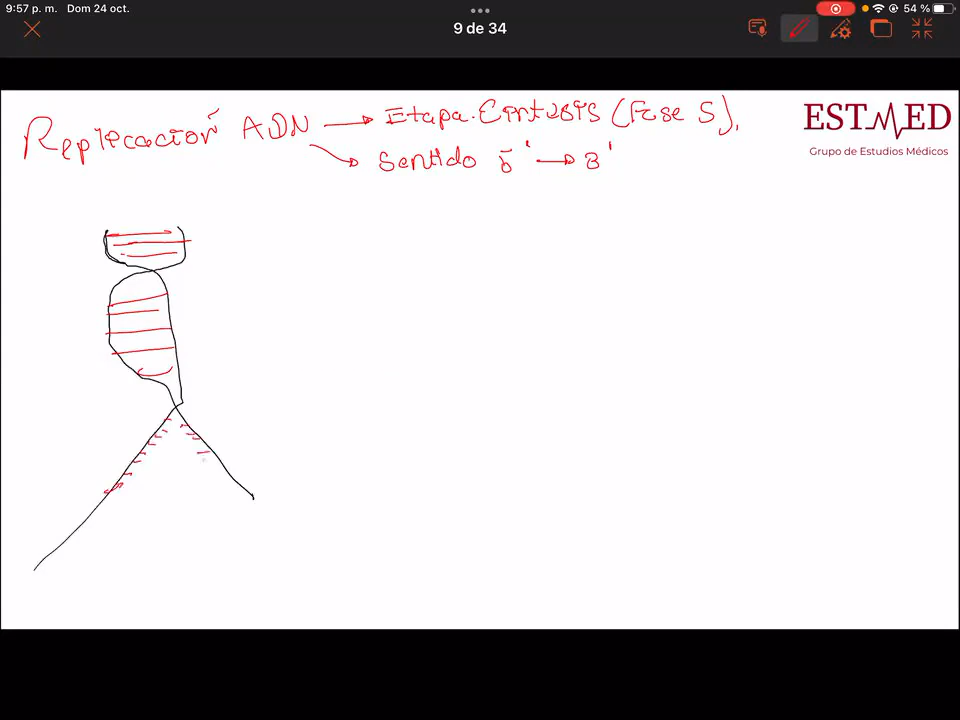 9:57 p. m. Dom 24 oct.
54 %
9 de 34
Replicación ADN → Etapa. Síntesis (Fase S).
Sentido 5' → 3'
ESTMED
Grupo de Estudios Médicos